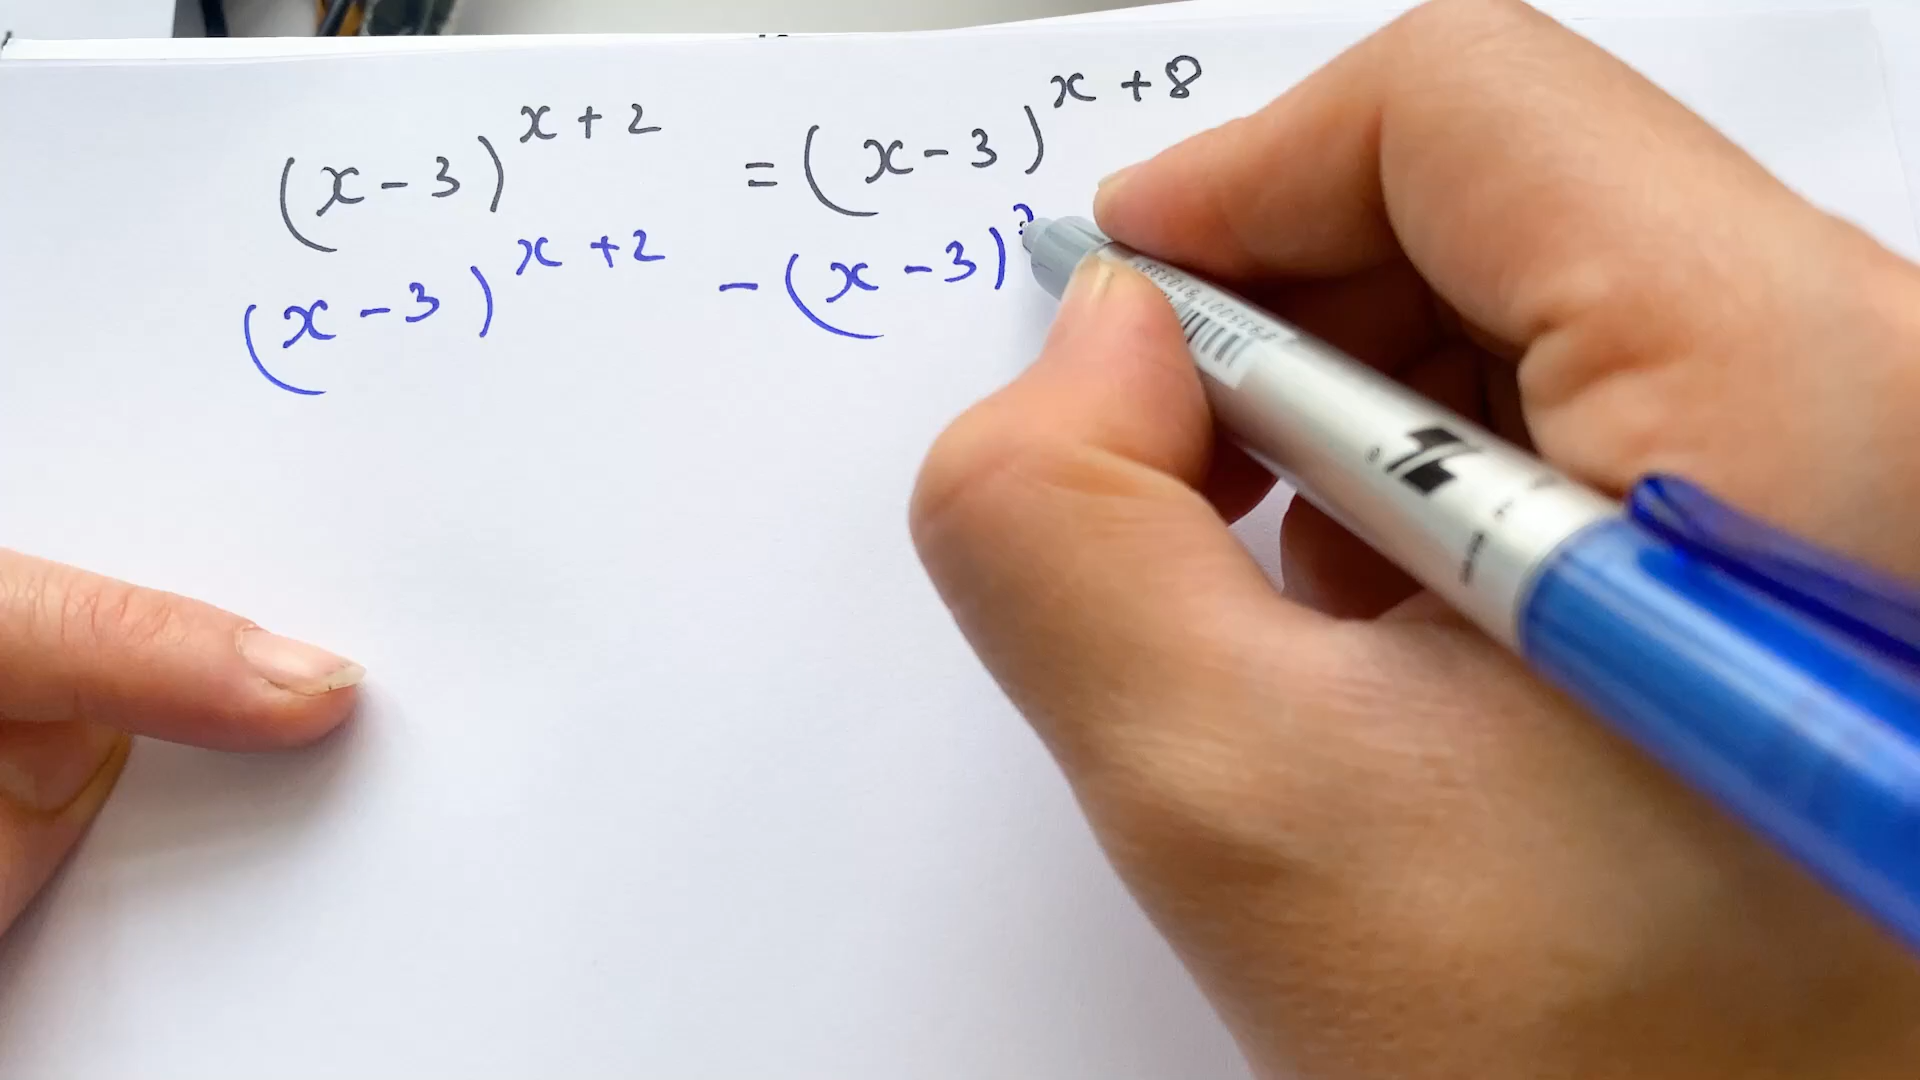 (x-3)^{x+2} = (x-3)^{x+8}
(x-3)^{x+2} - (x-3)